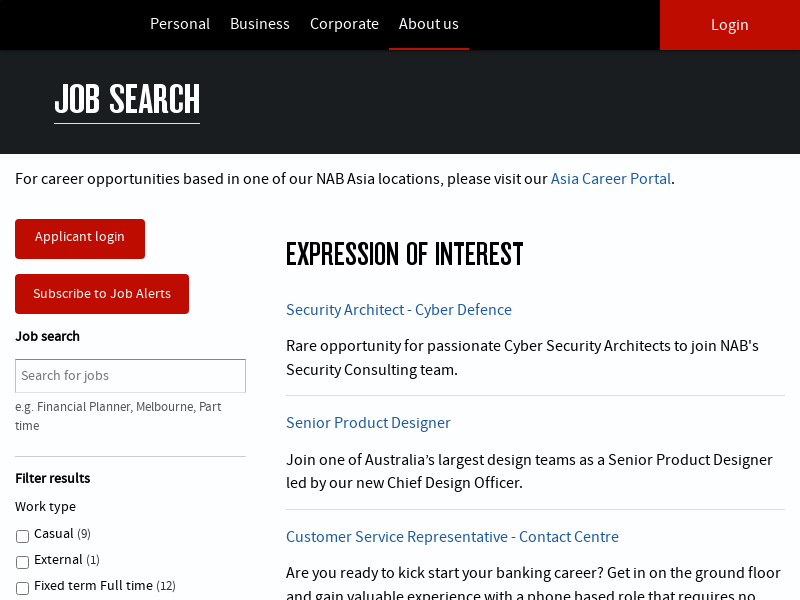 Personal Business Corporate About us Login
JOB SEARCH
For career opportunities based in one of our NAB Asia locations, please visit our Asia Career Portal.
Applicant login
Subscribe to Job Alerts
Job search
Search for jobs
e.g. Financial Planner, Melbourne, Part
time
Filter results
Work type
Casual (9)
External (1)
Fixed term Full time (12)
EXPRESSION OF INTEREST
Security Architect - Cyber Defence
Rare opportunity for passionate Cyber Security Architects to join NAB's
Security Consulting team.
Senior Product Designer
Join one of Australia’s largest design teams as a Senior Product Designer
led by our new Chief Design Officer.
Customer Service Representative - Contact Centre
Are you ready to kick start your banking career? Get in on the ground floor
and gain valuable experience with a phone based role that requires no